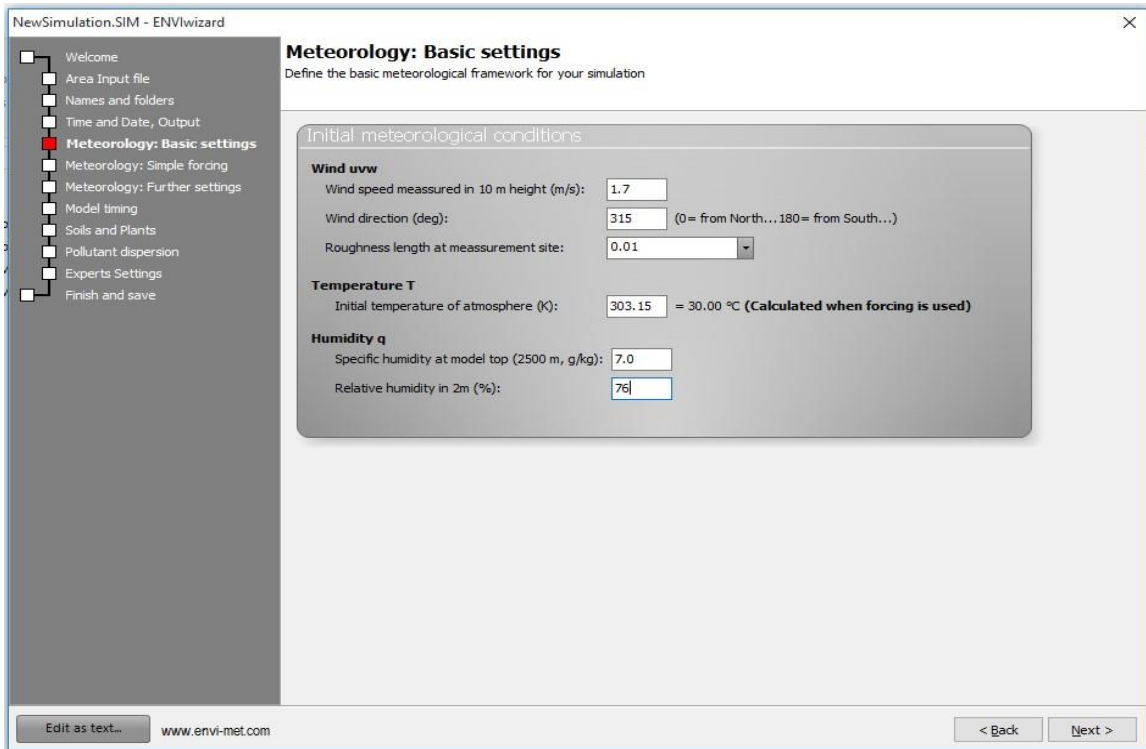 NewSimulation.SIM - ENVIwizard
Welcome
Area Input file
Names and folders
Time and Date, Output
Meteorology: Basic settings
Meteorology: Simple forcing
Meteorology: Further settings
Model timing
Soils and Plants
Pollutant dispersion
Experts Settings
Finish and save
Meteorology: Basic settings
Define the basic meteorological framework for your simulation
Initial meteorological conditions
Wind uvw
Wind speed meassured in 10 m height (m/s): 1.7
Wind direction (deg): 315 (0= from North...180= from South...)
Roughness length at meassurement site: 0.01
Temperature T
Initial temperature of atmosphere (K): 303.15 = 30.00 °C (Calculated when forcing is used)
Humidity q
Specific humidity at model top (2500 m, g/kg): 7.0
Relative humidity in 2m (%): 76
Edit as text... www.envi-met.com < Back Next >